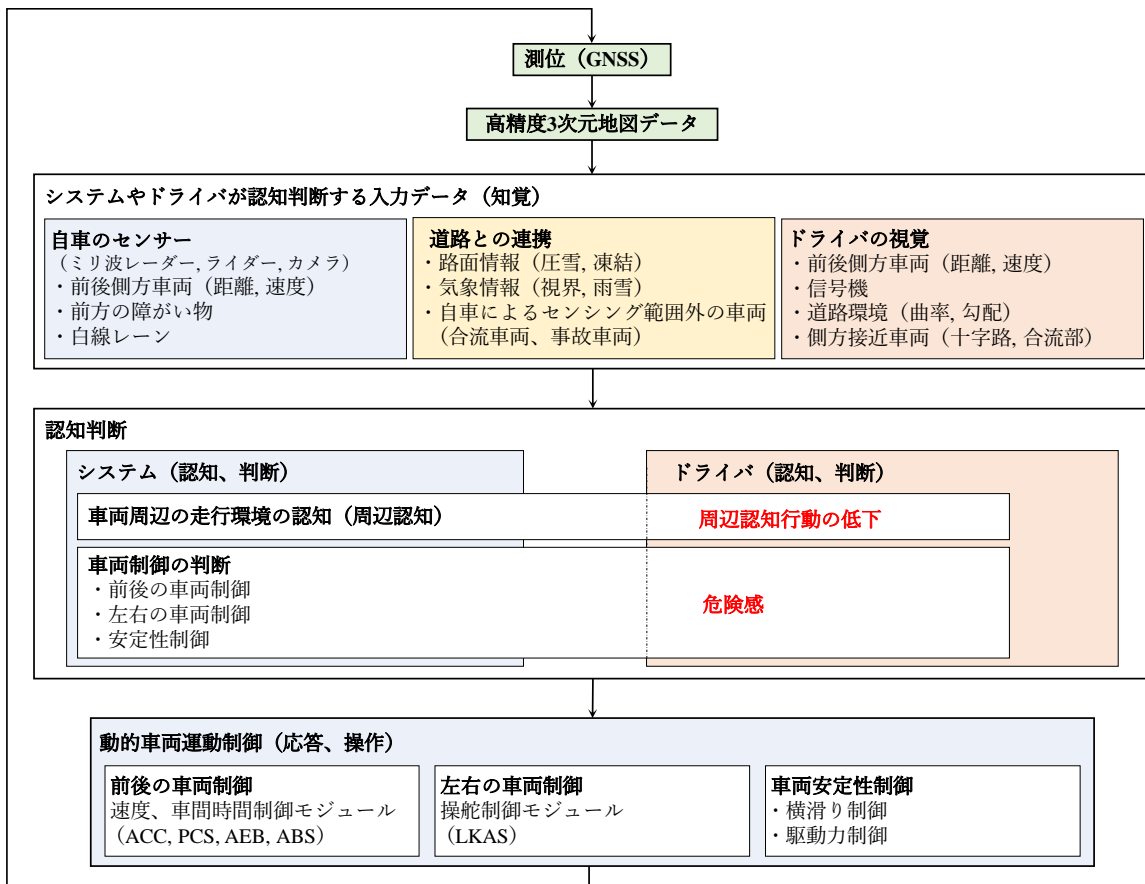 測位（GNSS）
高精度3次元地図データ
システムやドライバが認知判断する入力データ（知覚）
自車のセンサー
（ミリ波レーダー, ライダー, カメラ）
・前後側方車両（距離, 速度）
・前方の障がい物
・白線レーン
道路との連携
・路面情報（圧雪, 凍結）
・気象情報（視界, 雨雪）
・自車によるセンシング範囲外の車両
（合流車両、事故車両）
ドライバの視覚
・前後側方車両（距離, 速度）
・信号機
・道路環境（曲率, 勾配）
・側方接近車両（十字路, 合流部）
認知判断
システム（認知、判断）
ドライバ（認知、判断）
車両周辺の走行環境の認知（周辺認知）
周辺認知行動の低下
車両制御の判断
・前後の車両制御
・左右の車両制御
・安定性制御
危険感
動的車両運動制御（応答、操作）
前後の車両制御
速度、車間時間制御モジュール
（ACC, PCS, AEB, ABS）
左右の車両制御
操舵制御モジュール
（LKAS）
車両安定性制御
・横滑り制御
・駆動力制御